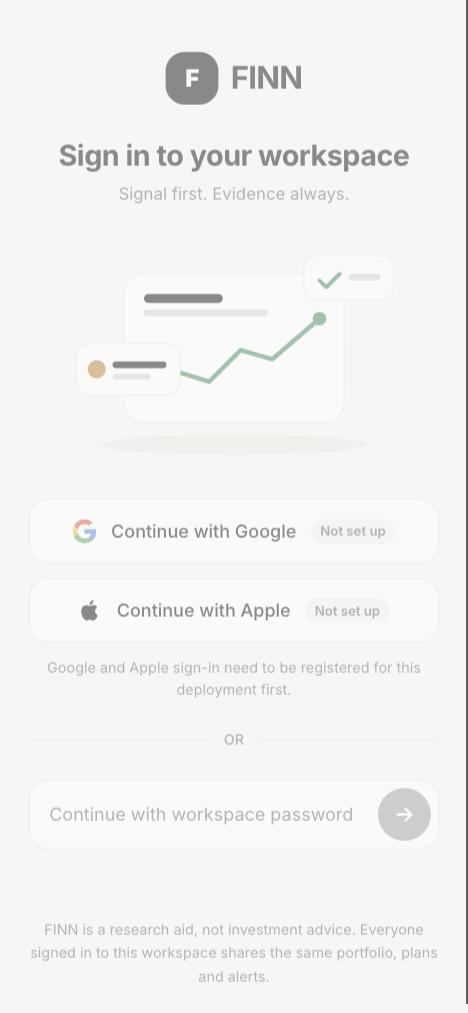 F FINN
Sign in to your workspace
Signal first. Evidence always.
Continue with Google Not set up
Continue with Apple Not set up
Google and Apple sign-in need to be registered for this
deployment first.
OR
Continue with workspace password
FINN is a research aid, not investment advice. Everyone
signed in to this workspace shares the same portfolio, plans
and alerts.